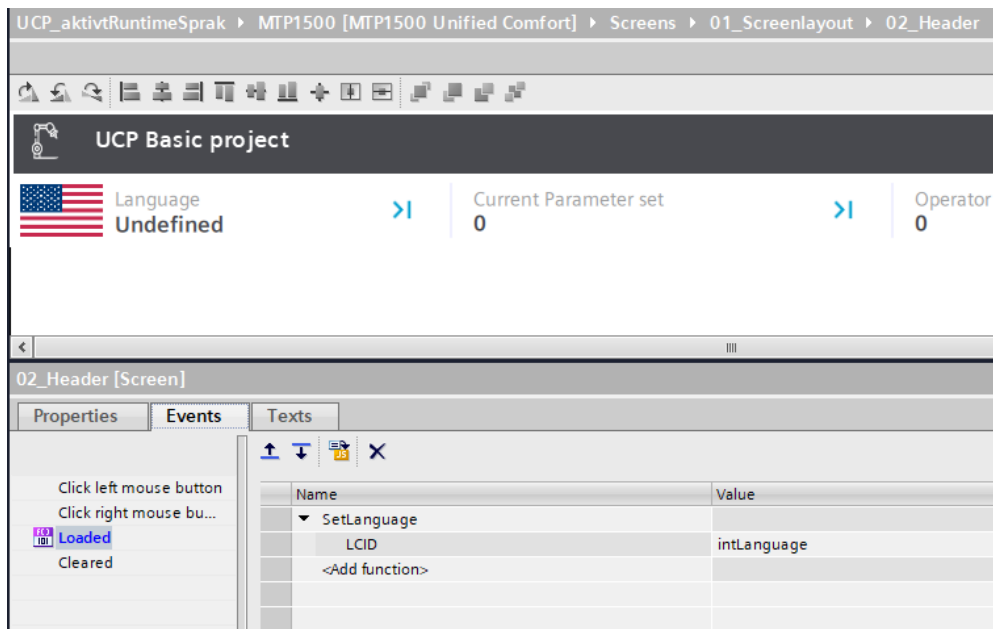 UCP_aktivtRuntimeSprak ▸ MTP1500 [MTP1500 Unified Comfort] ▸ Screens ▸ 01_Screenlayout ▸ 02_Header
UCP Basic project
Language
Undefined
Current Parameter set
0
Operator
0
02_Header [Screen]
Properties Events Texts
Name Value
Click left mouse button
Click right mouse bu...
Loaded
Cleared
SetLanguage
LCID intLanguage
<Add function>